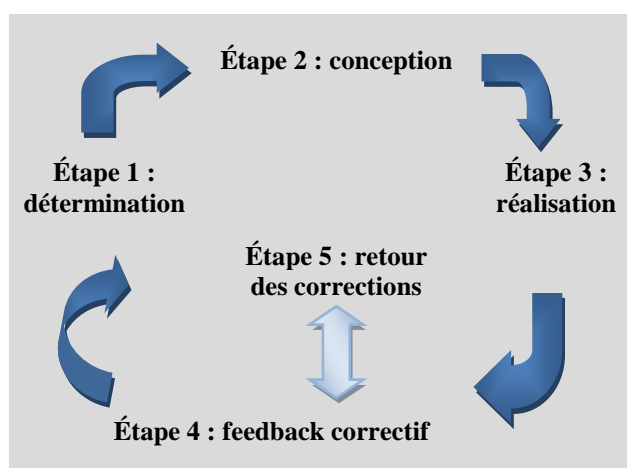 Étape 2 : conception
Étape 1 :
détermination
Étape 3 :
réalisation
Étape 5 : retour
des corrections
Étape 4 : feedback correctif